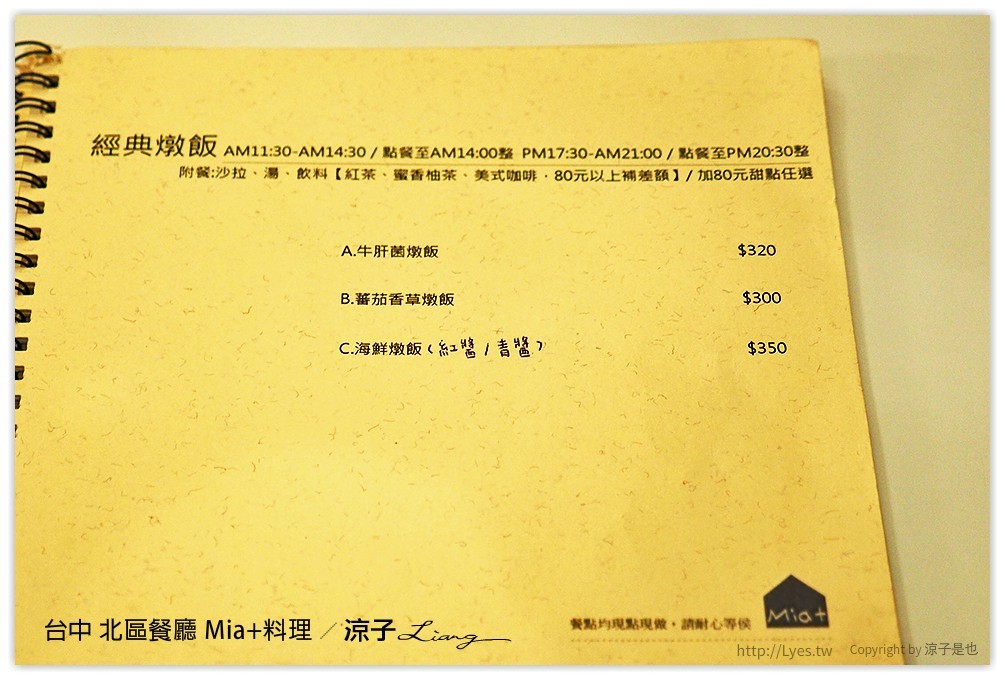 經典燉飯 AM11:30-AM14:30 / 點餐至AM14:00整 PM17:30-AM21:00 / 點餐至PM20:30整
附餐:沙拉、湯、飲料【紅茶、蜜香柚茶、美式咖啡．80元以上補差額】/ 加80元甜點任選
A.牛肝菌燉飯 $320
B.蕃茄香草燉飯 $300
C.海鮮燉飯 (紅醬 / 青醬) $350
Mia+
餐點均現點現做，請耐心等侯
台中 北區餐廳 Mia+料理 ／ 涼子 Liang
http://Lyes.tw Copyright by 涼子是也